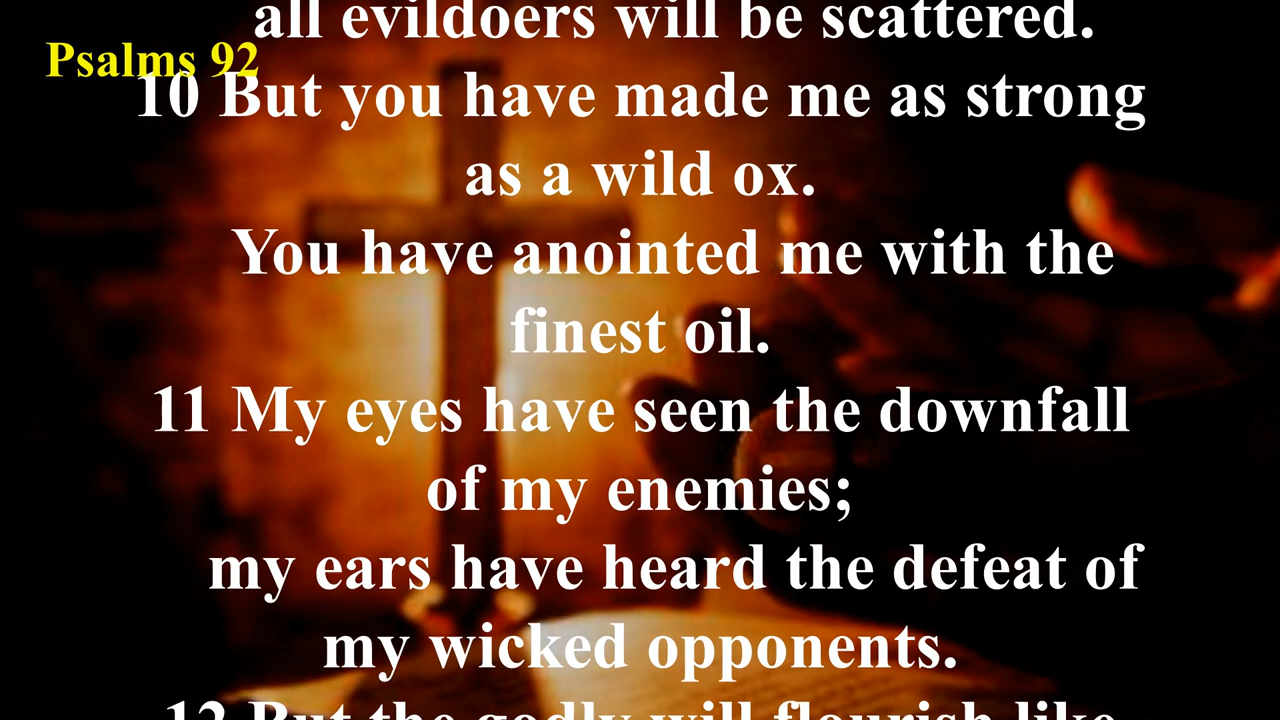 all evildoers will be scattered.
Psalms 92
10 But you have made me as strong
as a wild ox.
You have anointed me with the
finest oil.
11 My eyes have seen the downfall
of my enemies;
my ears have heard the defeat of
my wicked opponents.
12 But the godly will flourish like